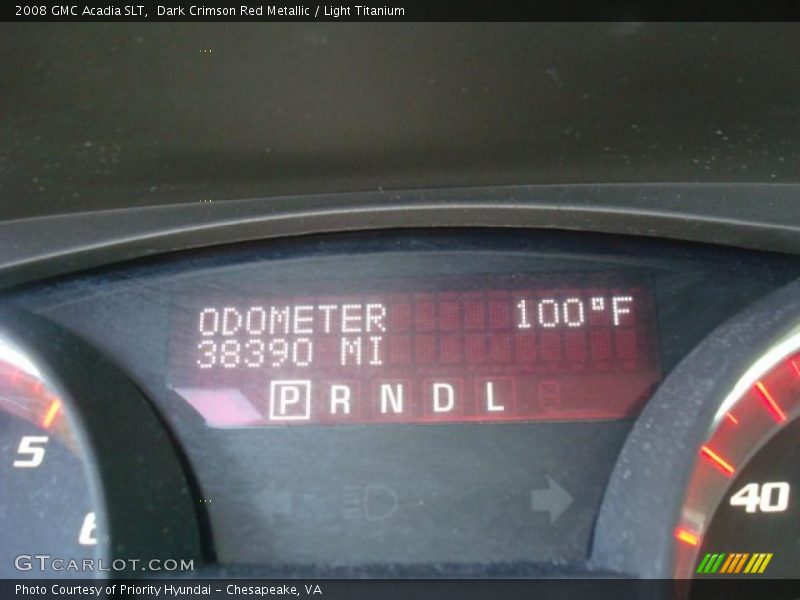 2008 GMC Acadia SLT,  Dark Crimson Red Metallic / Light Titanium
ODOMETER 100°F
38390 MI
P R N D L
5
6
40
GTCARLOT.COM
Photo Courtesy of Priority Hyundai - Chesapeake, VA